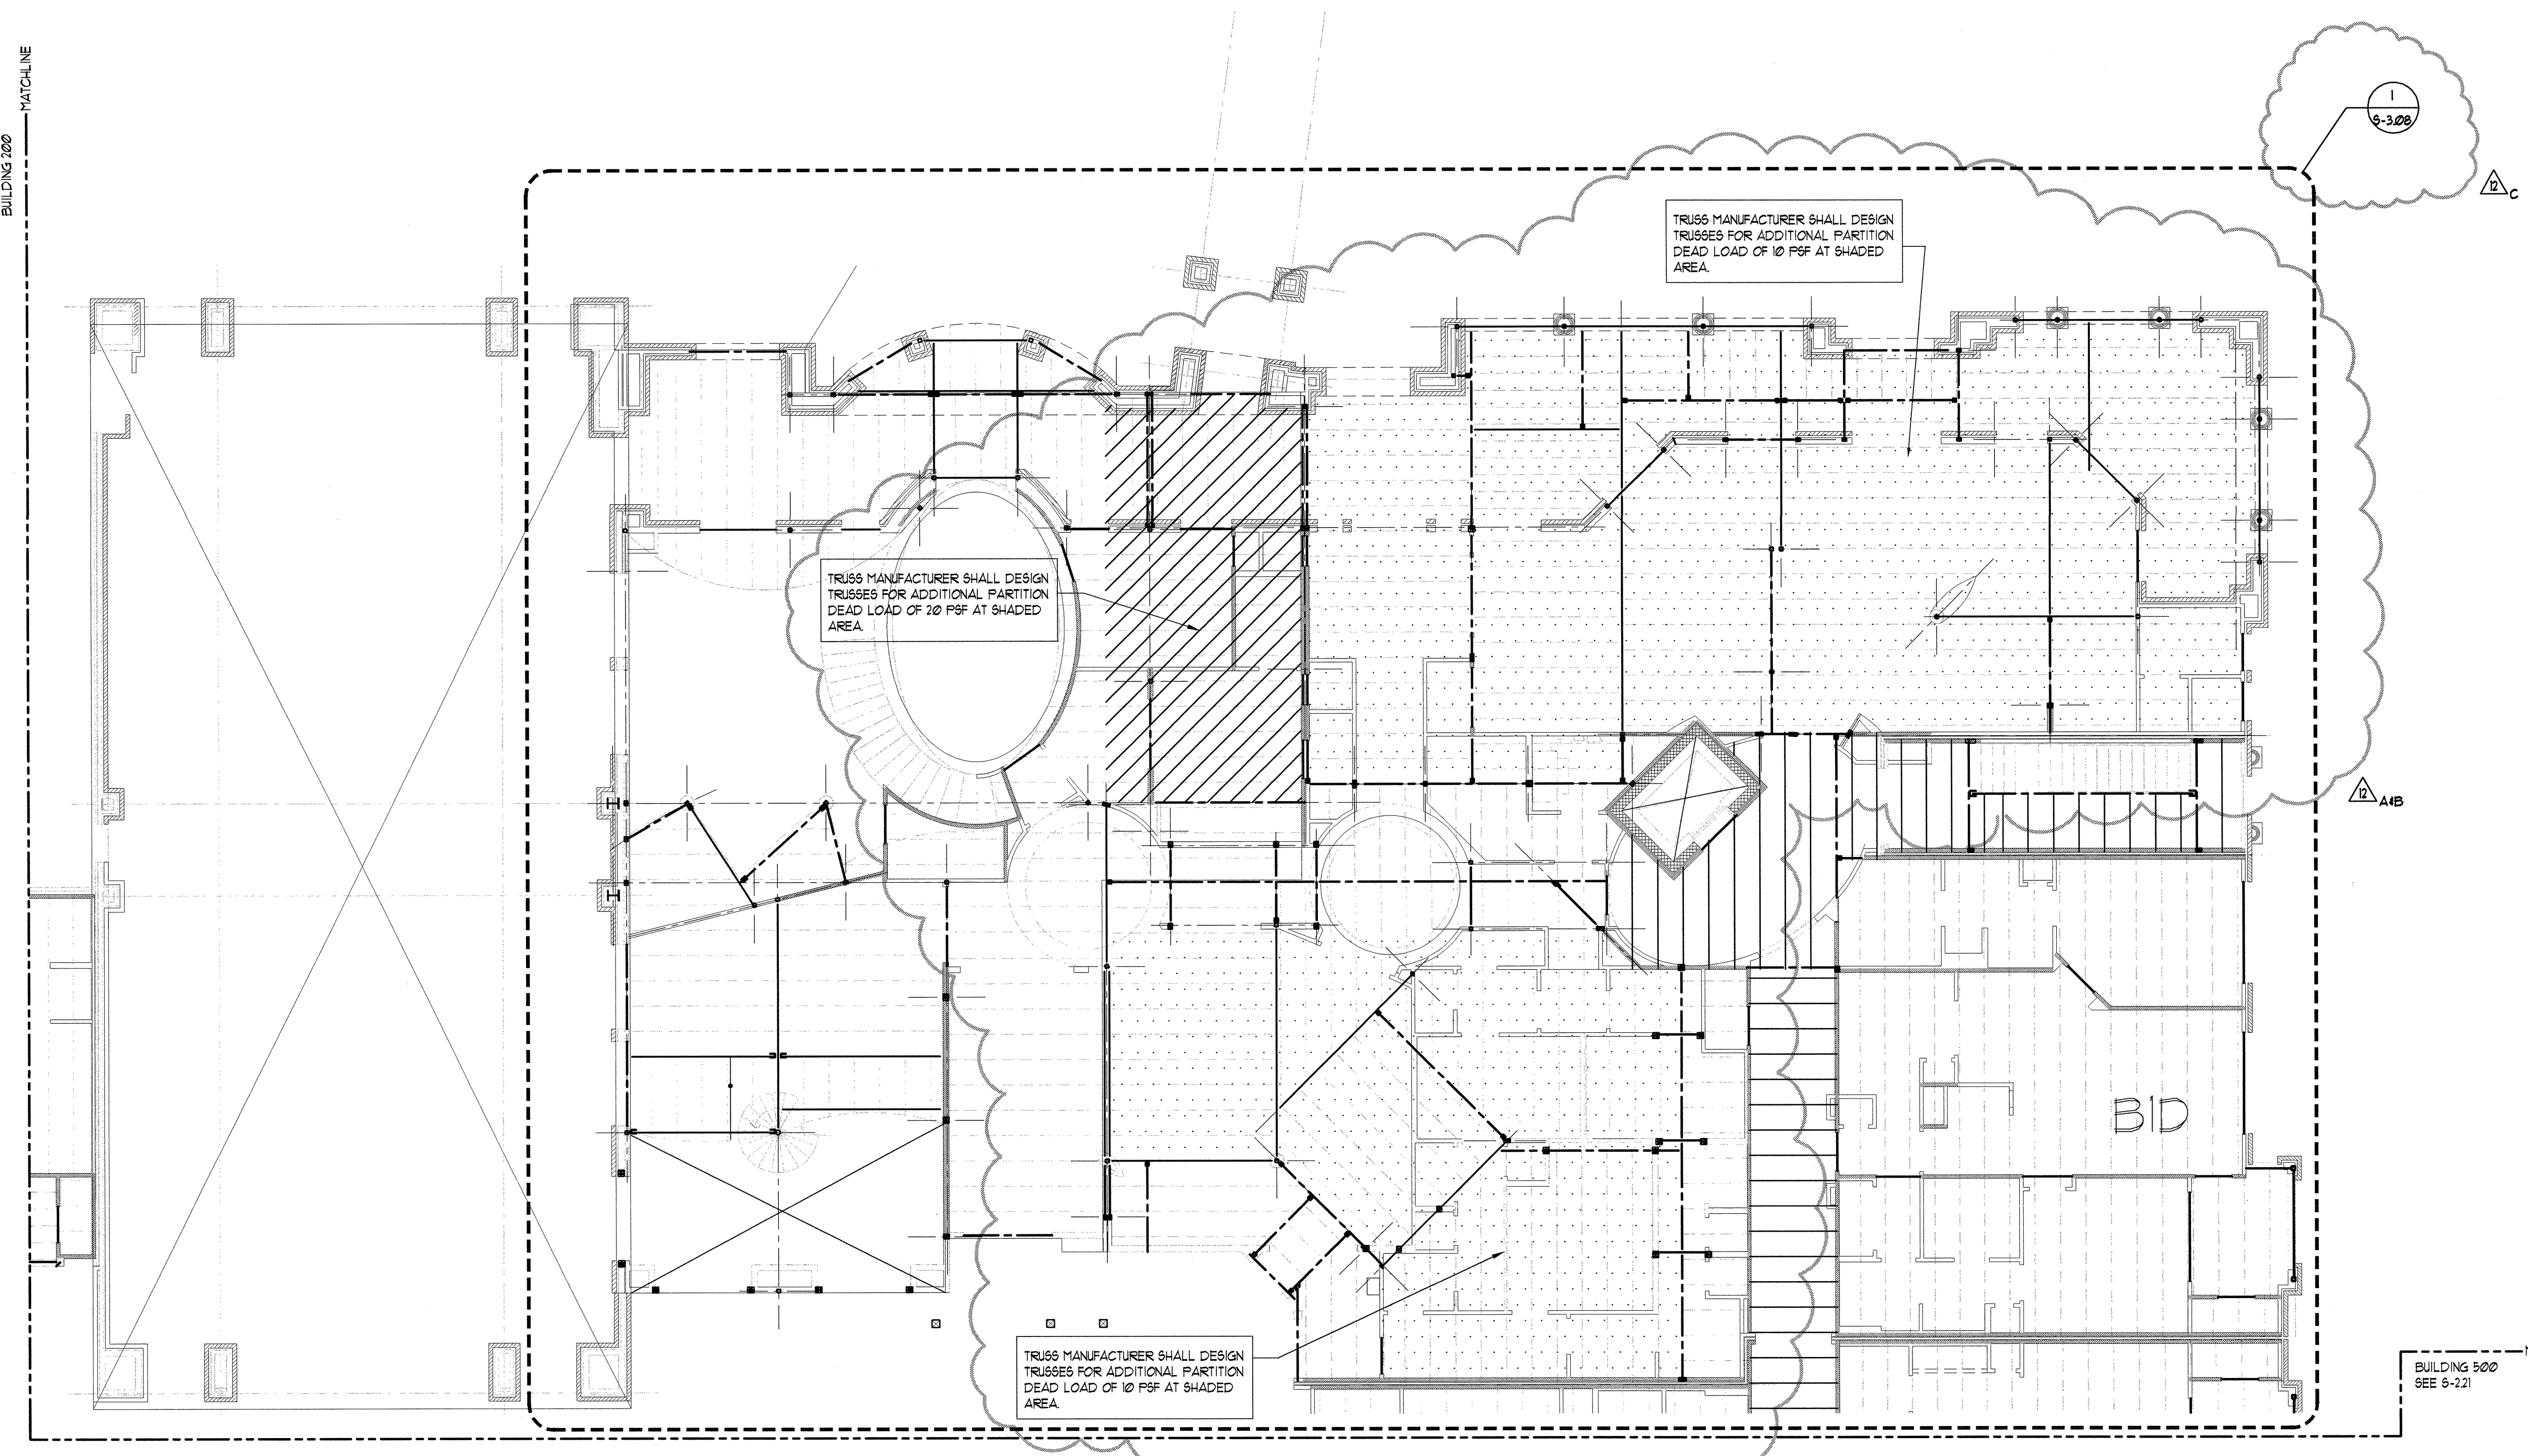 MATCHLINE
BUILDING 200
1
S-3.08
12
C
TRUSS MANUFACTURER SHALL DESIGN
TRUSSES FOR ADDITIONAL PARTITION
DEAD LOAD OF 10 PSF AT SHADED
AREA.
TRUSS MANUFACTURER SHALL DESIGN
TRUSSES FOR ADDITIONAL PARTITION
DEAD LOAD OF 20 PSF AT SHADED
AREA.
12
A&B
TRUSS MANUFACTURER SHALL DESIGN
TRUSSES FOR ADDITIONAL PARTITION
DEAD LOAD OF 10 PSF AT SHADED
AREA.
BUILDING 500
SEE S-2.21